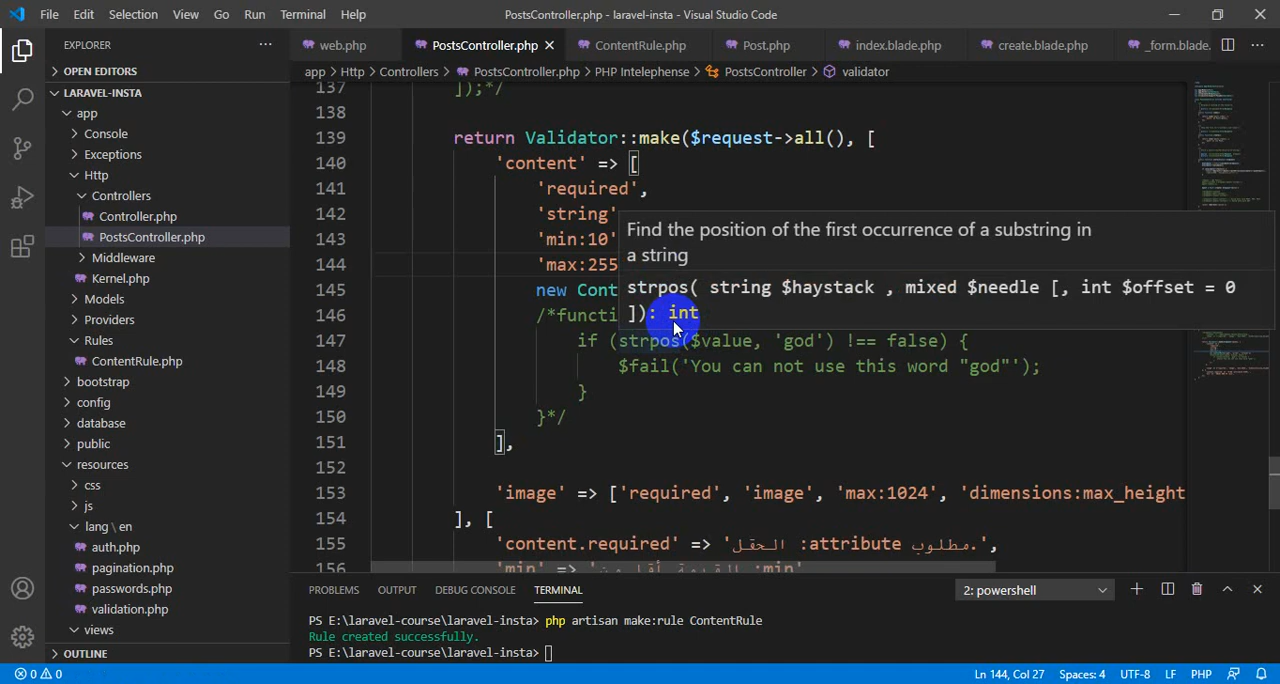 File Edit Selection View Go Run Terminal Help PostsController.php - laravel-insta - Visual Studio Code
EXPLORER
web.php PostsController.php ContentRule.php Post.php index.blade.php create.blade.php _form.blade.
OPEN EDITORS
app > Http > Controllers > PostsController.php > PHP Intelephense > PostsController > validator
LARAVEL-INSTA
app
Console
Exceptions
Http
Controllers
Controller.php
PostsController.php
Middleware
Kernel.php
Models
Providers
Rules
ContentRule.php
bootstrap
config
database
public
resources
css
js
lang \ en
auth.php
pagination.php
passwords.php
validation.php
views
OUTLINE
137 ]);*/
138
139 return Validator::make($request->all(), [
140 'content' => [
141 'required',
142 'string'
143 'min:10'
144 'max:255
145 new Cont
146 /*functi
147 if (strpos($value, 'god') !== false) {
148 $fail('You can not use this word "god"');
149 }
150 }*/
151 ],
152
153 'image' => ['required', 'image', 'max:1024', 'dimensions:max_height
154 ], [
155 'content.required' => 'الحقل :attribute مطلوب.',
156 'min' => 'القيمة أقل من :min'
Find the position of the first occurrence of a substring in
a string
strpos( string $haystack , mixed $needle [, int $offset = 0
]): int
PROBLEMS OUTPUT DEBUG CONSOLE TERMINAL 2: powershell
PS E:\laravel-course\laravel-insta> php artisan make:rule ContentRule
Rule created successfully.
PS E:\laravel-course\laravel-insta>
0 0 Ln 144, Col 27 Spaces: 4 UTF-8 LF PHP